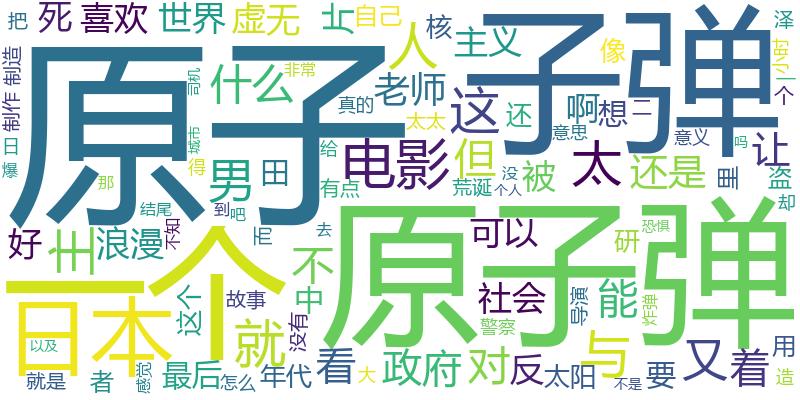 把
死
喜欢
世界
虚无
自己
核
主义
像
泽
原子
子弹
制造
制作
司机
什么
非常
真的
人
老师
太太
这
还
啊
想
二
小时
个
日
爆
城市
那
得
男
田
给
有点
电影
但
荒诞
被
意思
没
个人
太
还是
意义
里
让
吗
盗
却
好
结尾
浪漫
到
吧
不知
而
去
不
中
原子弹
可以
研
恐惧
一个
日本
这个
故事
没有
就
社会
警察
导演
能
炸弹
与
以及
就是
者
感觉
最后
怎么
年代
大
看
政府
对
反
太阳
不是
要
又
着
用
造